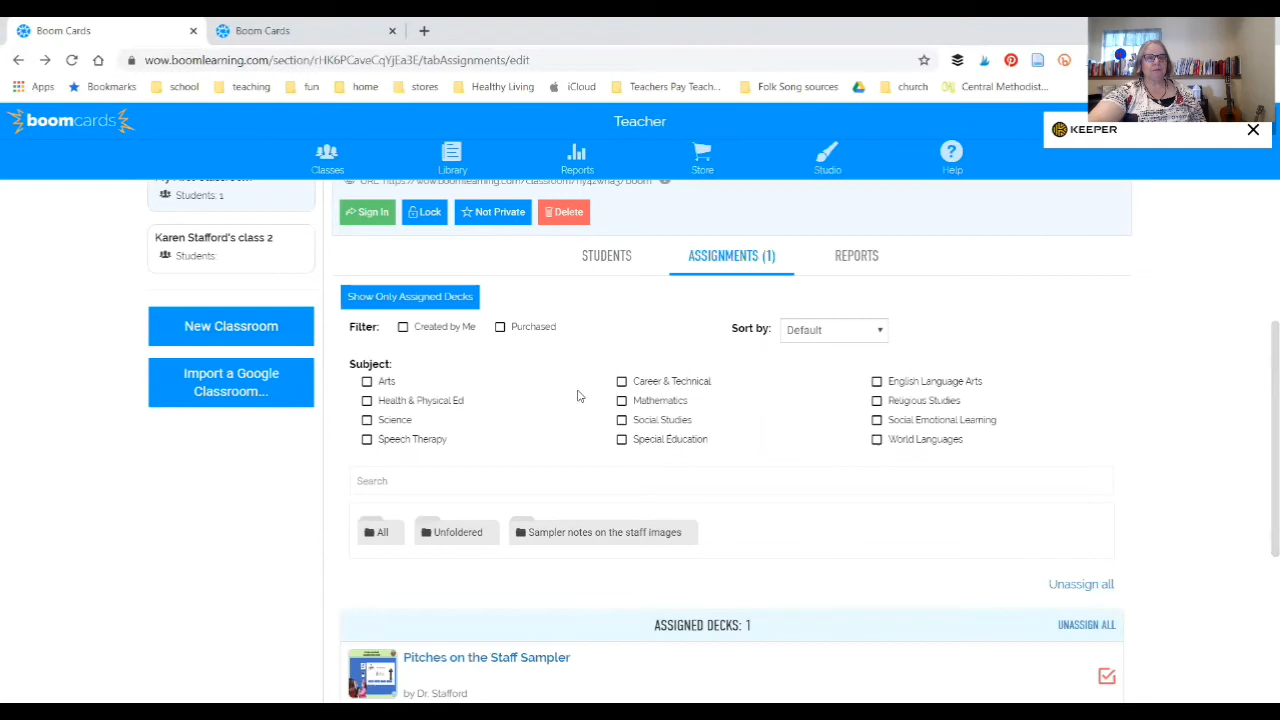 Boom Cards
Boom Cards
wow.boomlearning.com/section/rHK6PCaveCqYjEa3E/tabAssignments/edit
Apps Bookmarks school teaching fun home stores Healthy Living iCloud Teachers Pay Teach... Folk Song sources church Central Methodist...
boomcards
Teacher
KEEPER
Classes Library Reports Store Studio Help
Students: 1
Sign In Lock Not Private Delete
Karen Stafford's class 2
Students:
New Classroom
Import a Google
Classroom...
STUDENTS ASSIGNMENTS (1) REPORTS
Show Only Assigned Decks
Filter: Created by Me Purchased Sort by: Default
Subject:
Arts Career & Technical English Language Arts
Health & Physical Ed Mathematics Religious Studies
Science Social Studies Social Emotional Learning
Speech Therapy Special Education World Languages
Search
All Unfoldered Sampler notes on the staff images
Unassign all
ASSIGNED DECKS: 1 UNASSIGN ALL
Pitches on the Staff Sampler
by Dr. Stafford